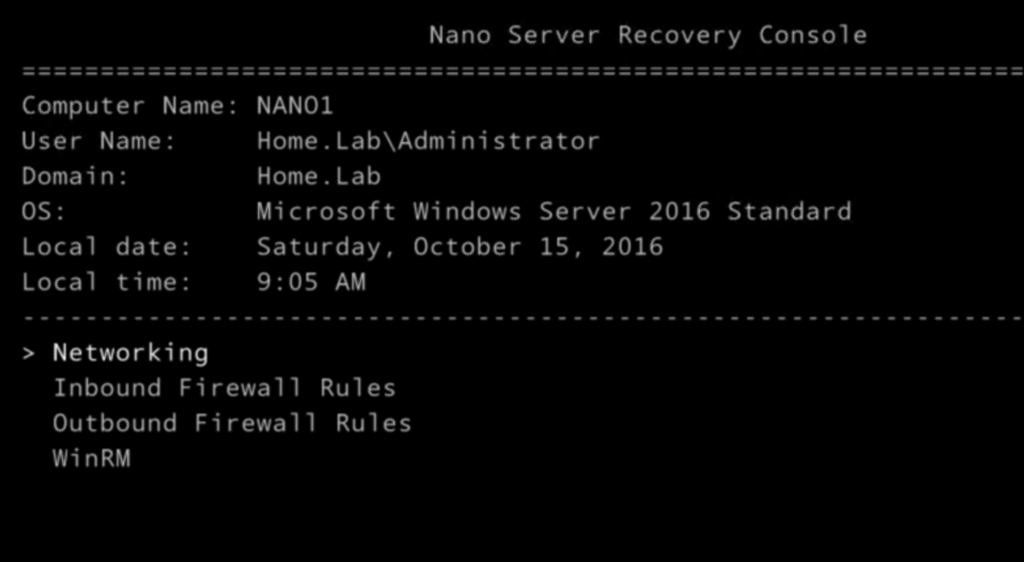 Nano Server Recovery Console
=================================================================
Computer Name: NANO1
User Name: Home.Lab\Administrator
Domain: Home.Lab
OS: Microsoft Windows Server 2016 Standard
Local date: Saturday, October 15, 2016
Local time: 9:05 AM
-----------------------------------------------------------------
> Networking
Inbound Firewall Rules
Outbound Firewall Rules
WinRM